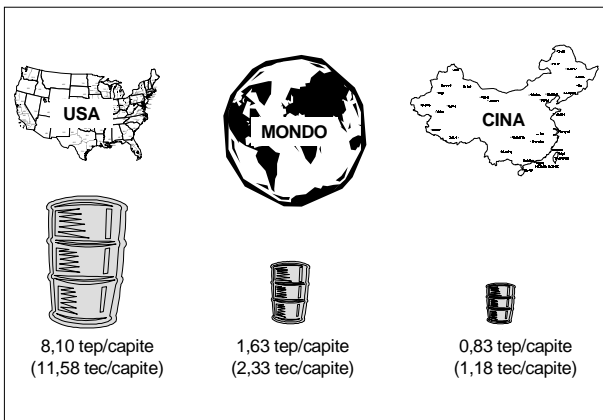 USA
MONDO
CINA
8,10 tep/capite
(11,58 tec/capite)
1,63 tep/capite
(2,33 tec/capite)
0,83 tep/capite
(1,18 tec/capite)